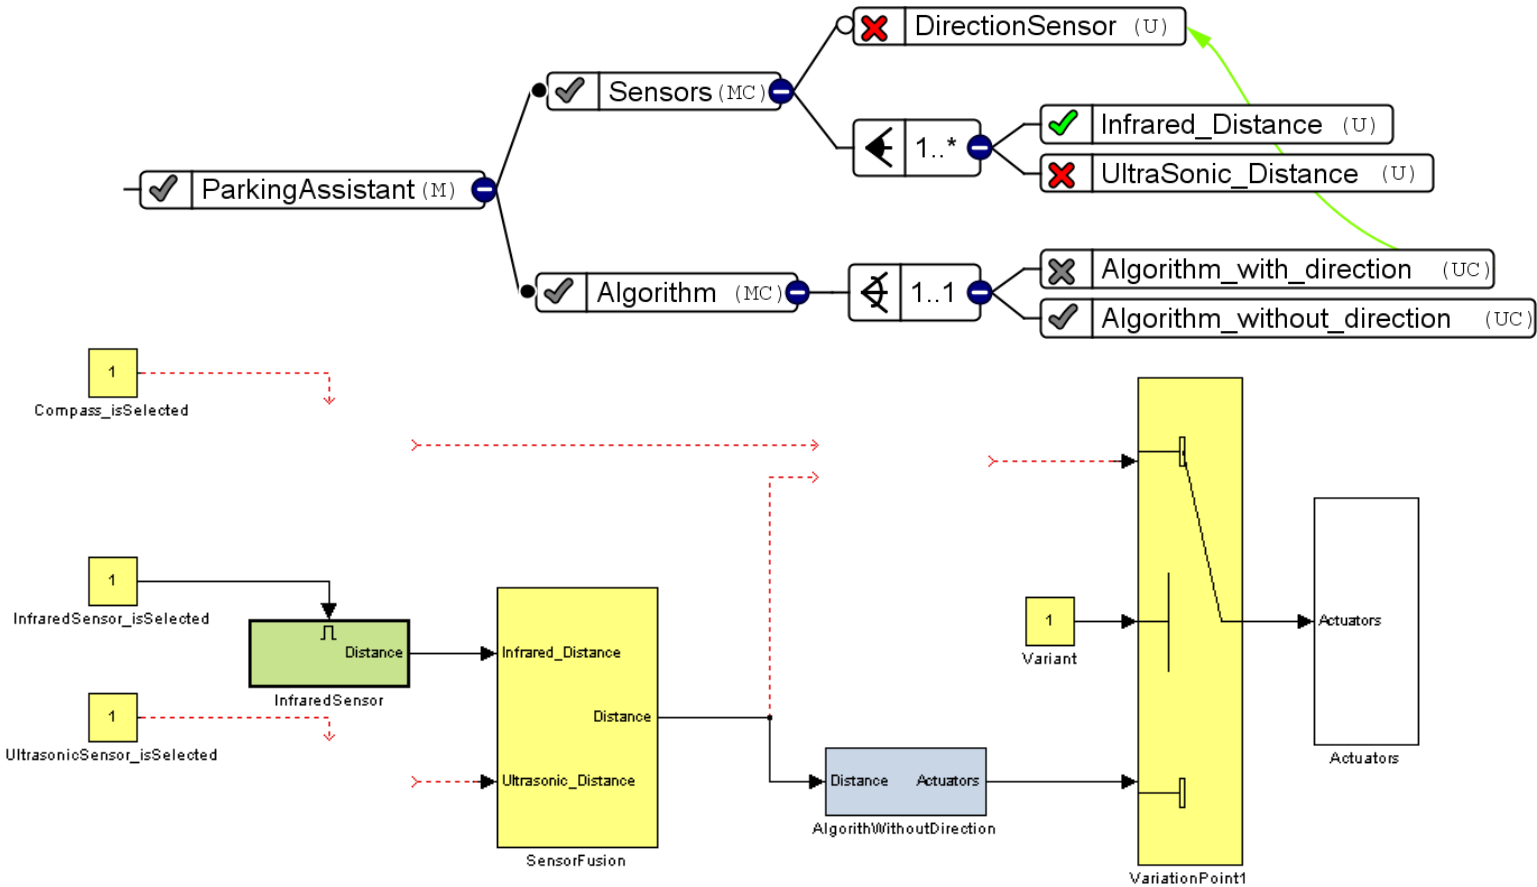 DirectionSensor (U)
Sensors (MC)
Infrared_Distance (U)
1..*
UltraSonic_Distance (U)
ParkingAssistant (M)
Algorithm_with_direction (UC)
Algorithm (MC)
1..1
Algorithm_without_direction (UC)
1
Compass_isSelected
1
InfraredSensor_isSelected
Distance
InfraredSensor
Infrared_Distance
Distance
Ultrasonic_Distance
SensorFusion
1
UltrasonicSensor_isSelected
Distance
Actuators
AlgorithWithoutDirection
1
Variant
VariationPoint1
Actuators
Actuators